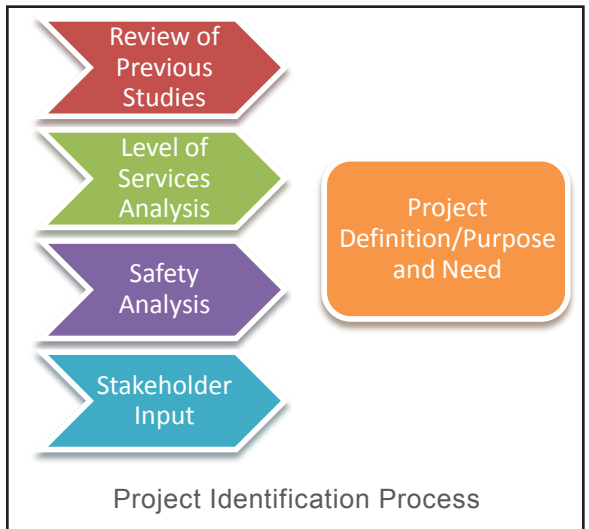 Review of
Previous
Studies
Level of
Services
Analysis
Safety
Analysis
Stakeholder
Input
Project
Definition/Purpose
and Need
Project Identification Process